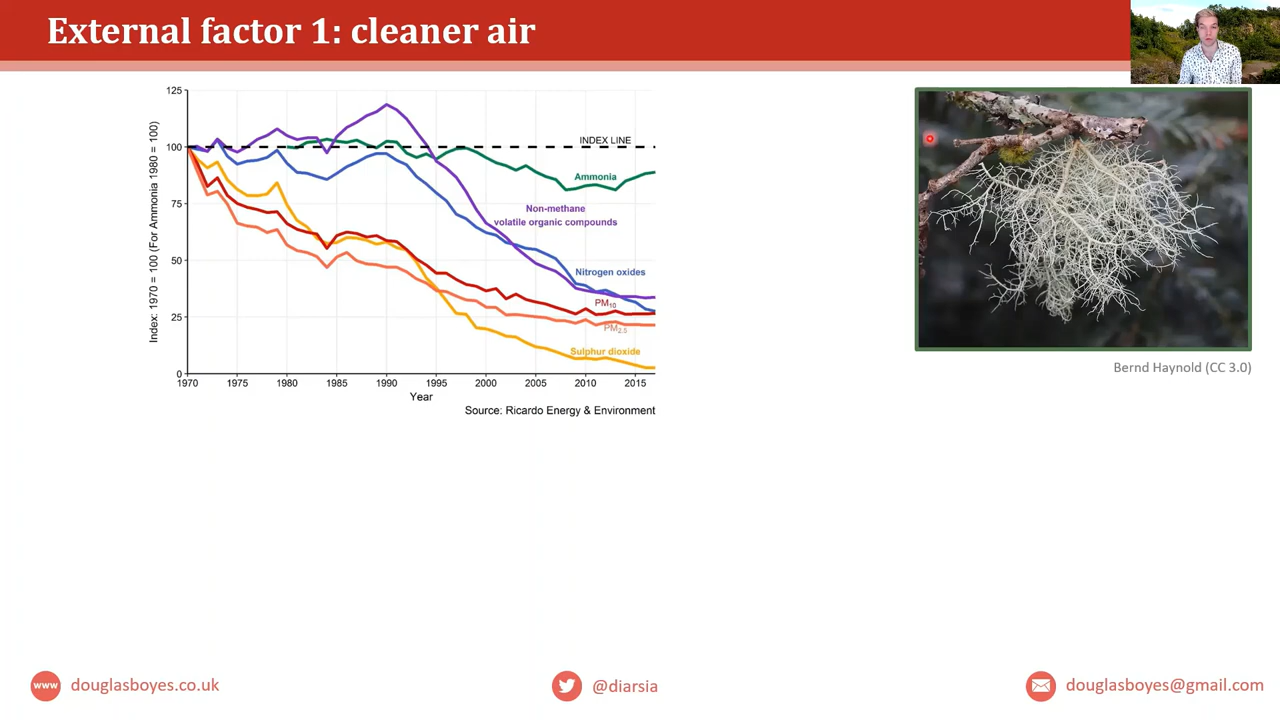 External factor 1: cleaner air
125
100
75
50
25
0
Index: 1970 = 100 (For Ammonia 1980 = 100)
INDEX LINE
Ammonia
Non-methane
volatile organic compounds
Nitrogen oxides
PM10
PM2.5
Sulphur dioxide
1970 1975 1980 1985 1990 1995 2000 2005 2010 2015
Year
Source: Ricardo Energy & Environment
Bernd Haynold (CC 3.0)
www douglasboyes.co.uk
@diarsia
douglasboyes@gmail.com